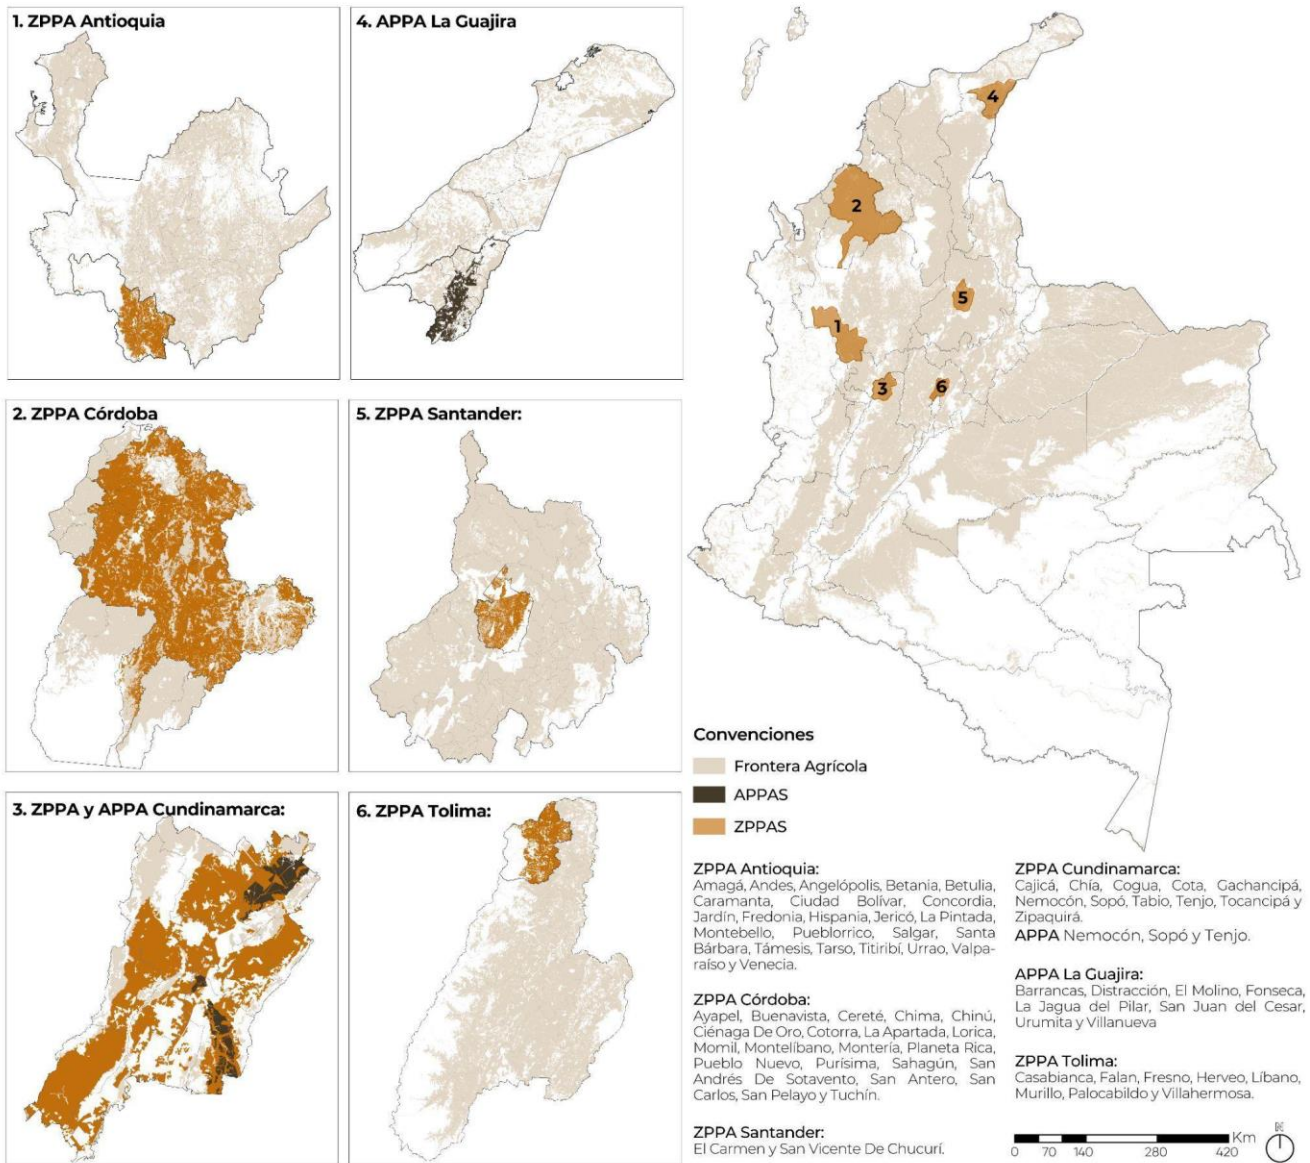 1. ZPPA Antioquia
4. APPA La Guajira
2. ZPPA Córdoba
5. ZPPA Santander:
3. ZPPA y APPA Cundinamarca:
6. ZPPA Tolima:
4
2
5
1
3
6
Convenciones
Frontera Agrícola
APPAS
ZPPAS
ZPPA Antioquia:
Amagá, Andes, Angelópolis, Betania, Betulia,
Caramanta, Ciudad Bolívar, Concordia,
Jardín, Fredonia, Hispania, Jericó, La Pintada,
Montebello, Pueblorrico, Salgar, Santa
Bárbara, Támesis, Tarso, Titiribí, Urrao, Valpa-
raíso y Venecia.
ZPPA Córdoba:
Ayapel, Buenavista, Cereté, Chima, Chinú,
Ciénaga De Oro, Cotorra, La Apartada, Lorica,
Momil, Montelíbano, Montería, Planeta Rica,
Pueblo Nuevo, Purísima, Sahagún, San
Andrés De Sotavento, San Antero, San
Carlos, San Pelayo y Tuchín.
ZPPA Santander:
El Carmen y San Vicente De Chucurí.
ZPPA Cundinamarca:
Cajicá, Chía, Cogua, Cota, Gachancipá,
Nemocón, Sopó, Tabio, Tenjo, Tocancipá y
Zipaquirá.
APPA Nemocón, Sopó y Tenjo.
APPA La Guajira:
Barrancas, Distracción, El Molino, Fonseca,
La Jagua del Pilar, San Juan del Cesar,
Urumita y Villanueva
ZPPA Tolima:
Casabianca, Falan, Fresno, Herveo, Líbano,
Murillo, Palocabildo y Villahermosa.
Km
0 70 140 280 420